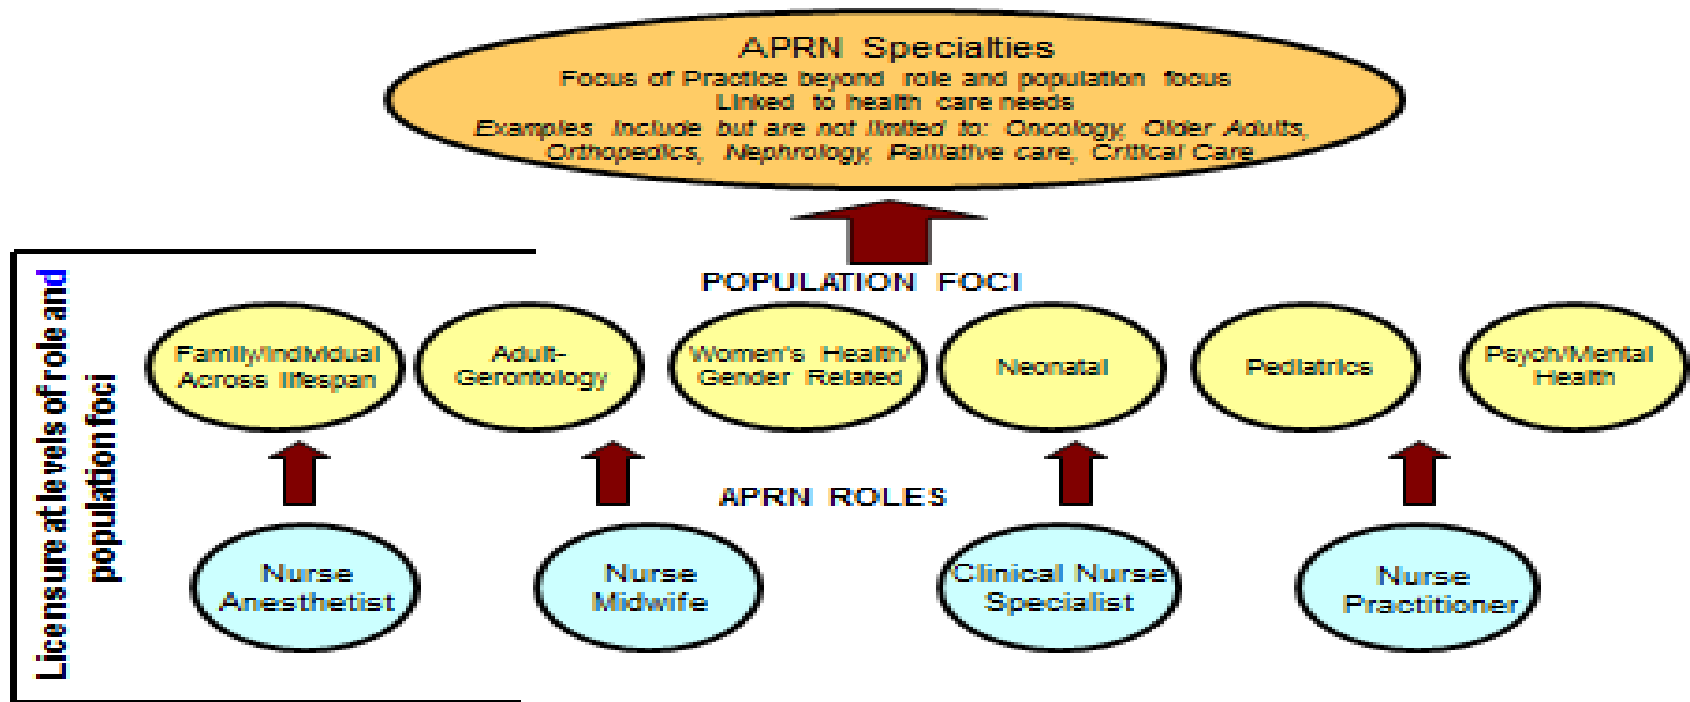 APRN Specialties
Focus of Practice beyond role and population focus
Linked to health care needs
Examples include but are not limited to: Oncology, Older Adults,
Orthopedics, Nephrology, Palliative care, Critical Care
Licensure at levels of role and
population foci
POPULATION FOCI
Family/Individual
Across lifespan
Adult-
Gerontology
Women's Health/
Gender Related
Neonatal
Pediatrics
Psych/Mental
Health
APRN ROLES
Nurse
Anesthetist
Nurse
Midwife
Clinical Nurse
Specialist
Nurse
Practitioner